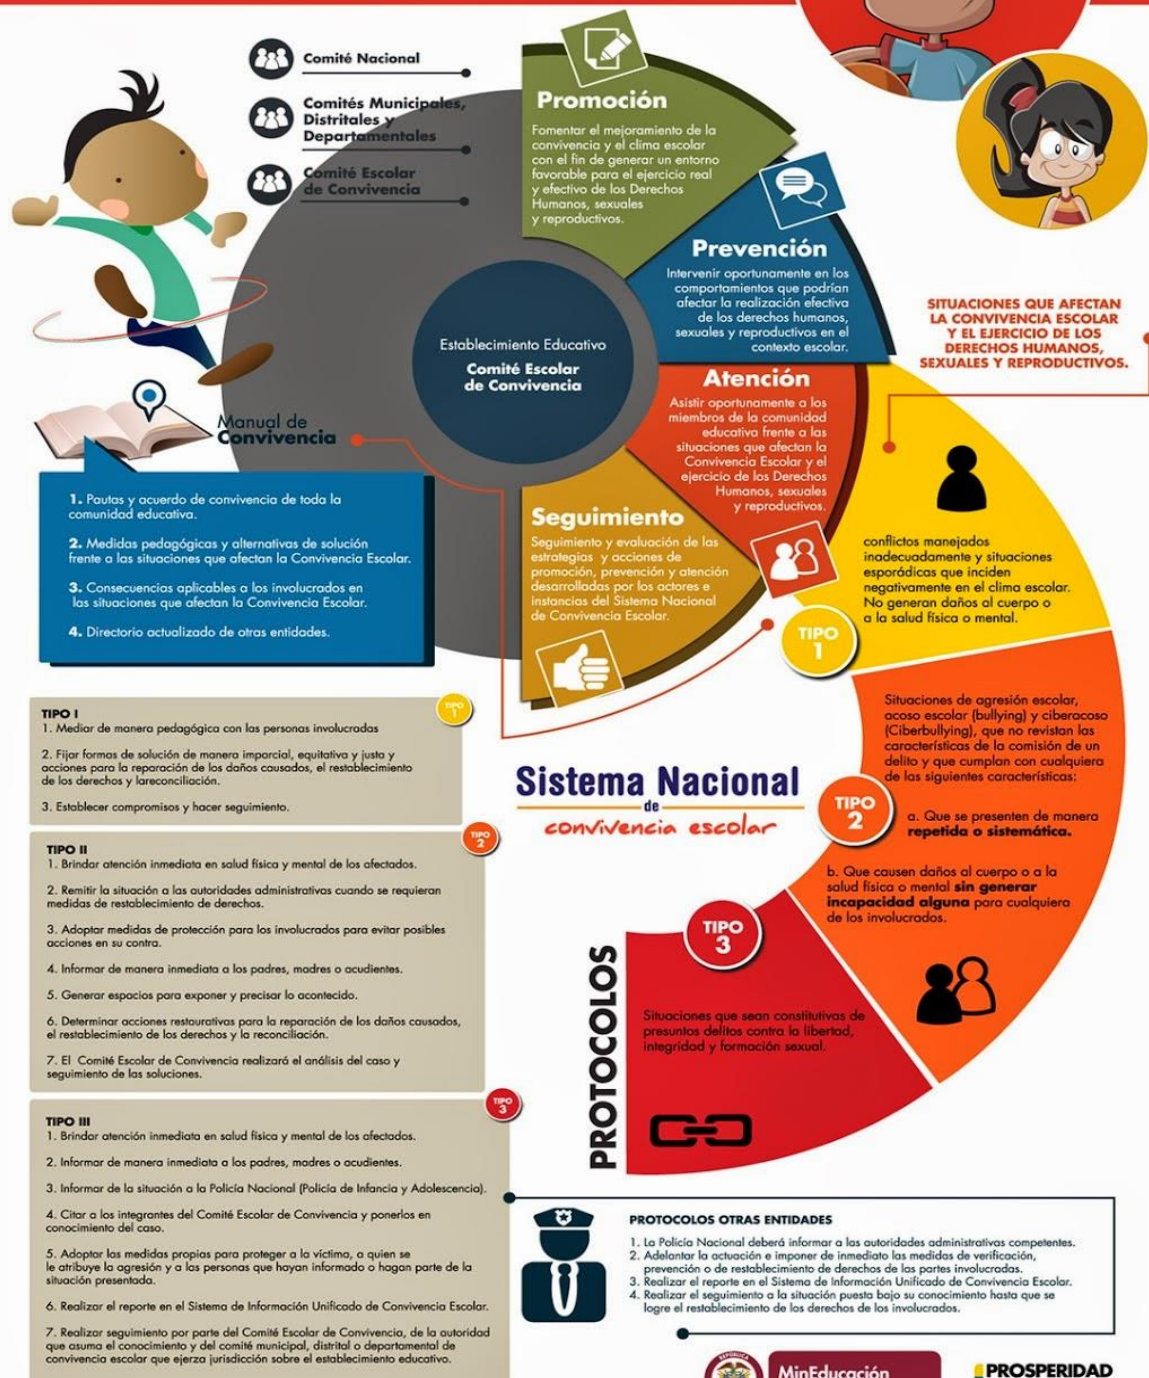 Comité Nacional
Comités Municipales,
Distritales y
Departamentales
Comité Escolar
de Convivencia
Promoción
Fomentar el mejoramiento de la
convivencia y el clima escolar
con el fin de generar un entorno
favorable para el ejercicio real
y efectivo de los Derechos
Humanos, sexuales
y reproductivos.
Prevención
Intervenir oportunamente en los
comportamientos que podrían
afectar la realización efectiva
de los derechos humanos,
sexuales y reproductivos en el
contexto escolar.
Establecimiento Educativo
Comité Escolar
de Convivencia
Atención
Asistir oportunamente a los
miembros de la comunidad
educativa frente a las
situaciones que afectan la
Convivencia Escolar y el
ejercicio de los Derechos
Humanos, sexuales
y reproductivos.
Seguimiento
Seguimiento y evaluación de las
estrategias y acciones de
promoción, prevención y atención
desarrolladas por los actores e
instancias del Sistema Nacional
de Convivencia Escolar.
SITUACIONES QUE AFECTAN
LA CONVIVENCIA ESCOLAR
Y EL EJERCICIO DE LOS
DERECHOS HUMANOS,
SEXUALES Y REPRODUCTIVOS.
Manual de
Convivencia
1. Pautas y acuerdo de convivencia de toda la
comunidad educativa.
2. Medidas pedagógicas y alternativas de solución
frente a las situaciones que afectan la Convivencia Escolar.
3. Consecuencias aplicables a los involucrados en
las situaciones que afectan la Convivencia Escolar.
4. Directorio actualizado de otras entidades.
conflictos manejados
inadecuadamente y situaciones
esporádicas que inciden
negativamente en el clima escolar.
No generan daños al cuerpo o
a la salud física o mental.
TIPO
1
Situaciones de agresión escolar,
acoso escolar (bullying) y ciberacoso
(Ciberbullying), que no revistan las
características de la comisión de un
delito y que cumplan con cualquiera
de las siguientes características:
TIPO
2
a. Que se presenten de manera
repetida o sistemática.
b. Que causen daños al cuerpo o a la
salud física o mental sin generar
incapacidad alguna para cualquiera
de los involucrados.
Sistema Nacional
de
convivencia escolar
PROTOCOLOS
TIPO
3
Situaciones que sean constitutivas de
presuntos delitos contra la libertad,
integridad y formación sexual.
TIPO
1
TIPO I
1. Mediar de manera pedagógica con las personas involucradas
2. Fijar formas de solución de manera imparcial, equitativa y justa y
acciones para la reparación de los daños causados, el restablecimiento
de los derechos y lareconciliación.
3. Establecer compromisos y hacer seguimiento.
TIPO
2
TIPO II
1. Brindar atención inmediata en salud física y mental de los afectados.
2. Remitir la situación a las autoridades administrativas cuando se requieran
medidas de restablecimiento de derechos.
3. Adoptar medidas de protección para los involucrados para evitar posibles
acciones en su contra.
4. Informar de manera inmediata a los padres, madres o acudientes.
5. Generar espacios para exponer y precisar lo acontecido.
6. Determinar acciones restaurativas para la reparación de los daños causados,
el restablecimiento de los derechos y la reconciliación.
7. El Comité Escolar de Convivencia realizará el análisis del caso y
seguimiento de las soluciones.
TIPO
3
TIPO III
1. Brindar atención inmediata en salud física y mental de los afectados.
2. Informar de manera inmediata a los padres, madres o acudientes.
3. Informar de la situación a la Policía Nacional (Policía de Infancia y Adolescencia).
4. Citar a los integrantes del Comité Escolar de Convivencia y ponerlos en
conocimiento del caso.
5. Adoptar las medidas propias para proteger a la víctima, a quien se
le atribuye la agresión y a las personas que hayan informado o hagan parte de la
situación presentada.
6. Realizar el reporte en el Sistema de Información Unificado de Convivencia Escolar.
7. Realizar seguimiento por parte del Comité Escolar de Convivencia, de la autoridad
que asuma el conocimiento y del comité municipal, distrital o departamental de
convivencia escolar que ejerza jurisdicción sobre el establecimiento educativo.
PROTOCOLOS OTRAS ENTIDADES
1. La Policía Nacional deberá informar a las autoridades administrativas competentes.
2. Adelantar la actuación e imponer de inmediato las medidas de verificación,
prevención o de restablecimiento de derechos de las partes involucradas.
3. Realizar el reporte en el Sistema de Información Unificado de Convivencia Escolar.
4. Realizar el seguimiento a la situación puesta bajo su conocimiento hasta que se
logre el restablecimiento de los derechos de los involucrados.
REPÚBLICA
MinEducación
PROSPERIDAD